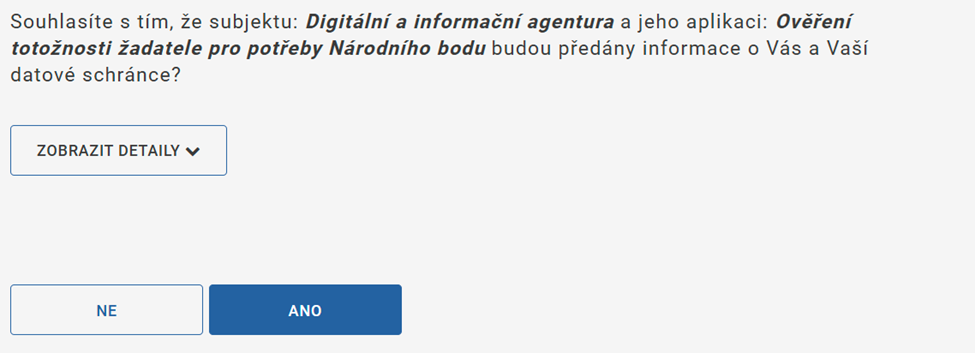 Souhlasíte s tím, že subjektu: Digitální a informační agentura a jeho aplikaci: Ověření
totožnosti žadatele pro potřeby Národního bodu budou předány informace o Vás a Vaší
datové schránce?
ZOBRAZIT DETAILY
NE
ANO